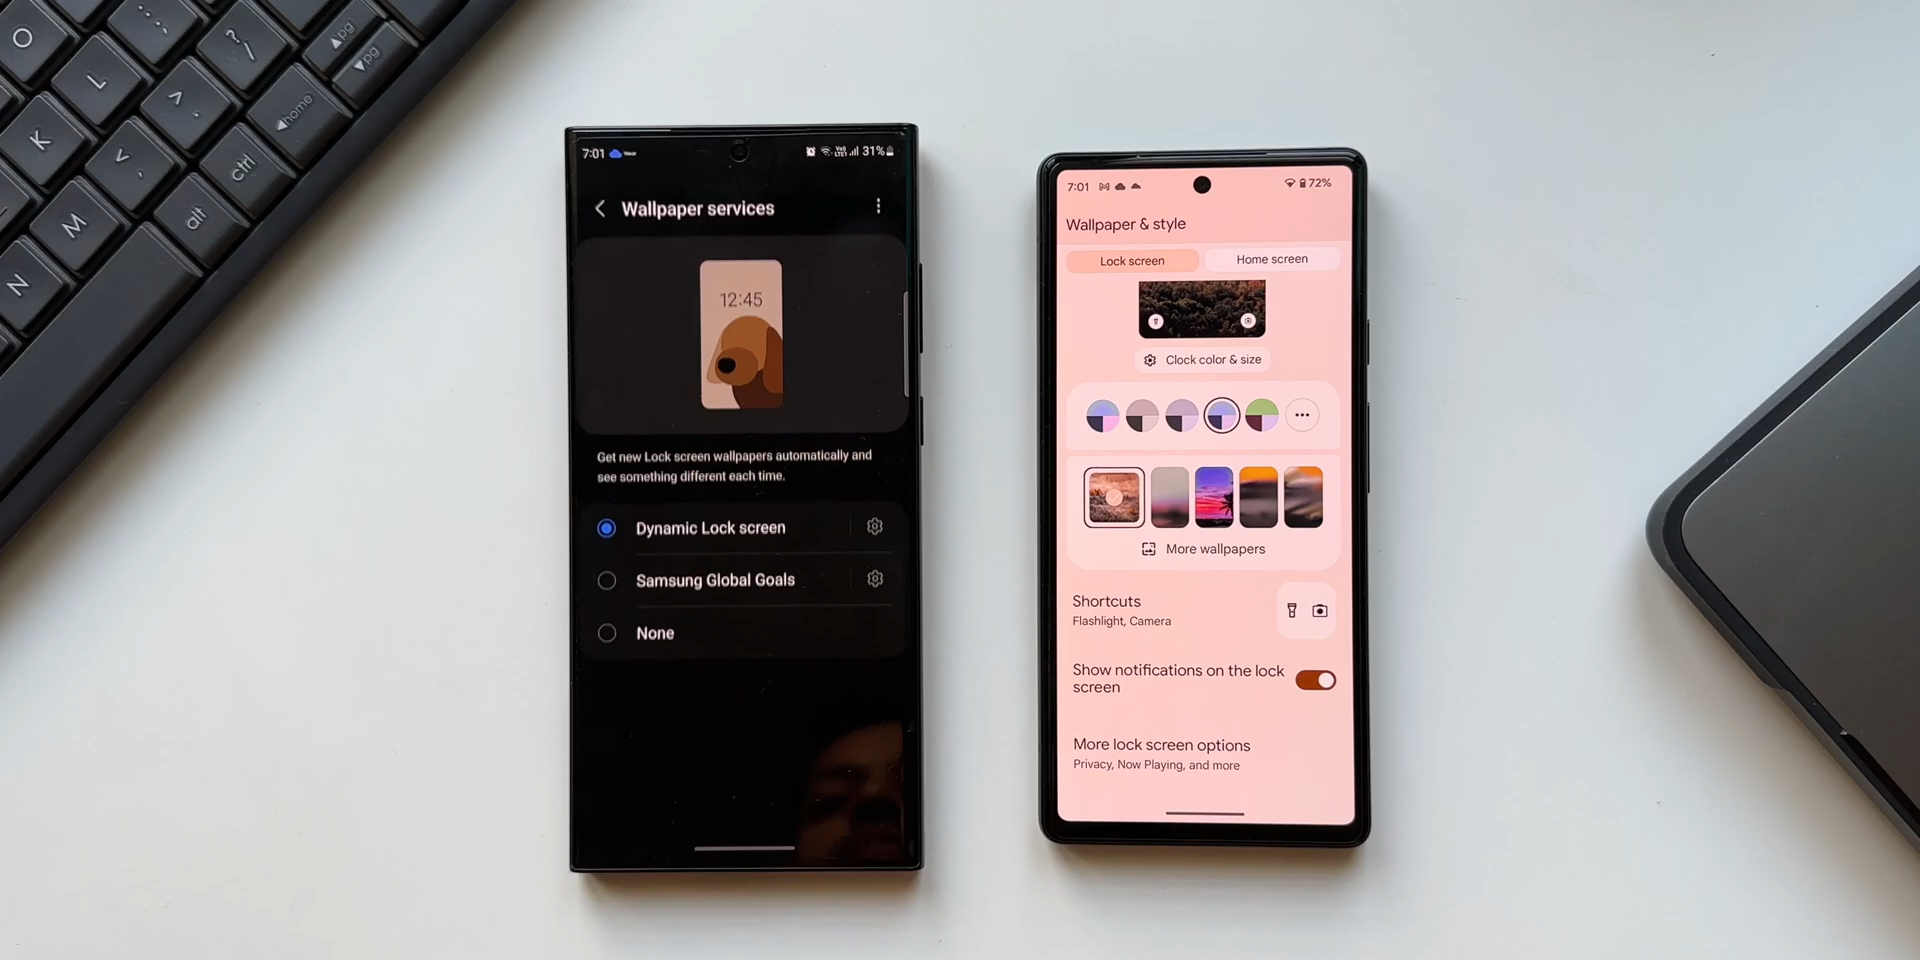 O
L
K
M
N
?
/
>
.
<
,
pg
pg
home
ctrl
alt
7:01
31%
Wallpaper services
12:45
Get new Lock screen wallpapers automatically and
see something different each time.
Dynamic Lock screen
Samsung Global Goals
None
7:01
72%
Wallpaper & style
Lock screen
Home screen
Clock color & size
More wallpapers
Shortcuts
Flashlight, Camera
Show notifications on the lock
screen
More lock screen options
Privacy, Now Playing, and more